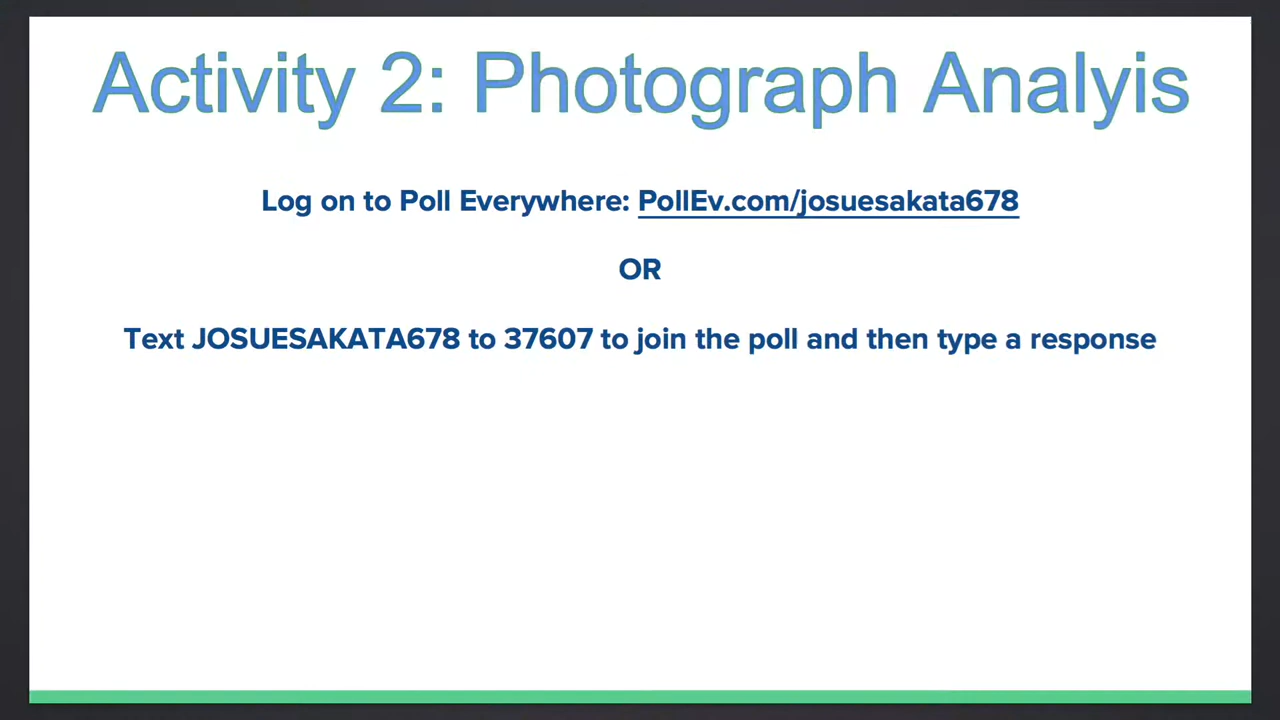 Activity 2: Photograph Analyis
Log on to Poll Everywhere: PollEv.com/josuesakata678
OR
Text JOSUESAKATA678 to 37607 to join the poll and then type a response